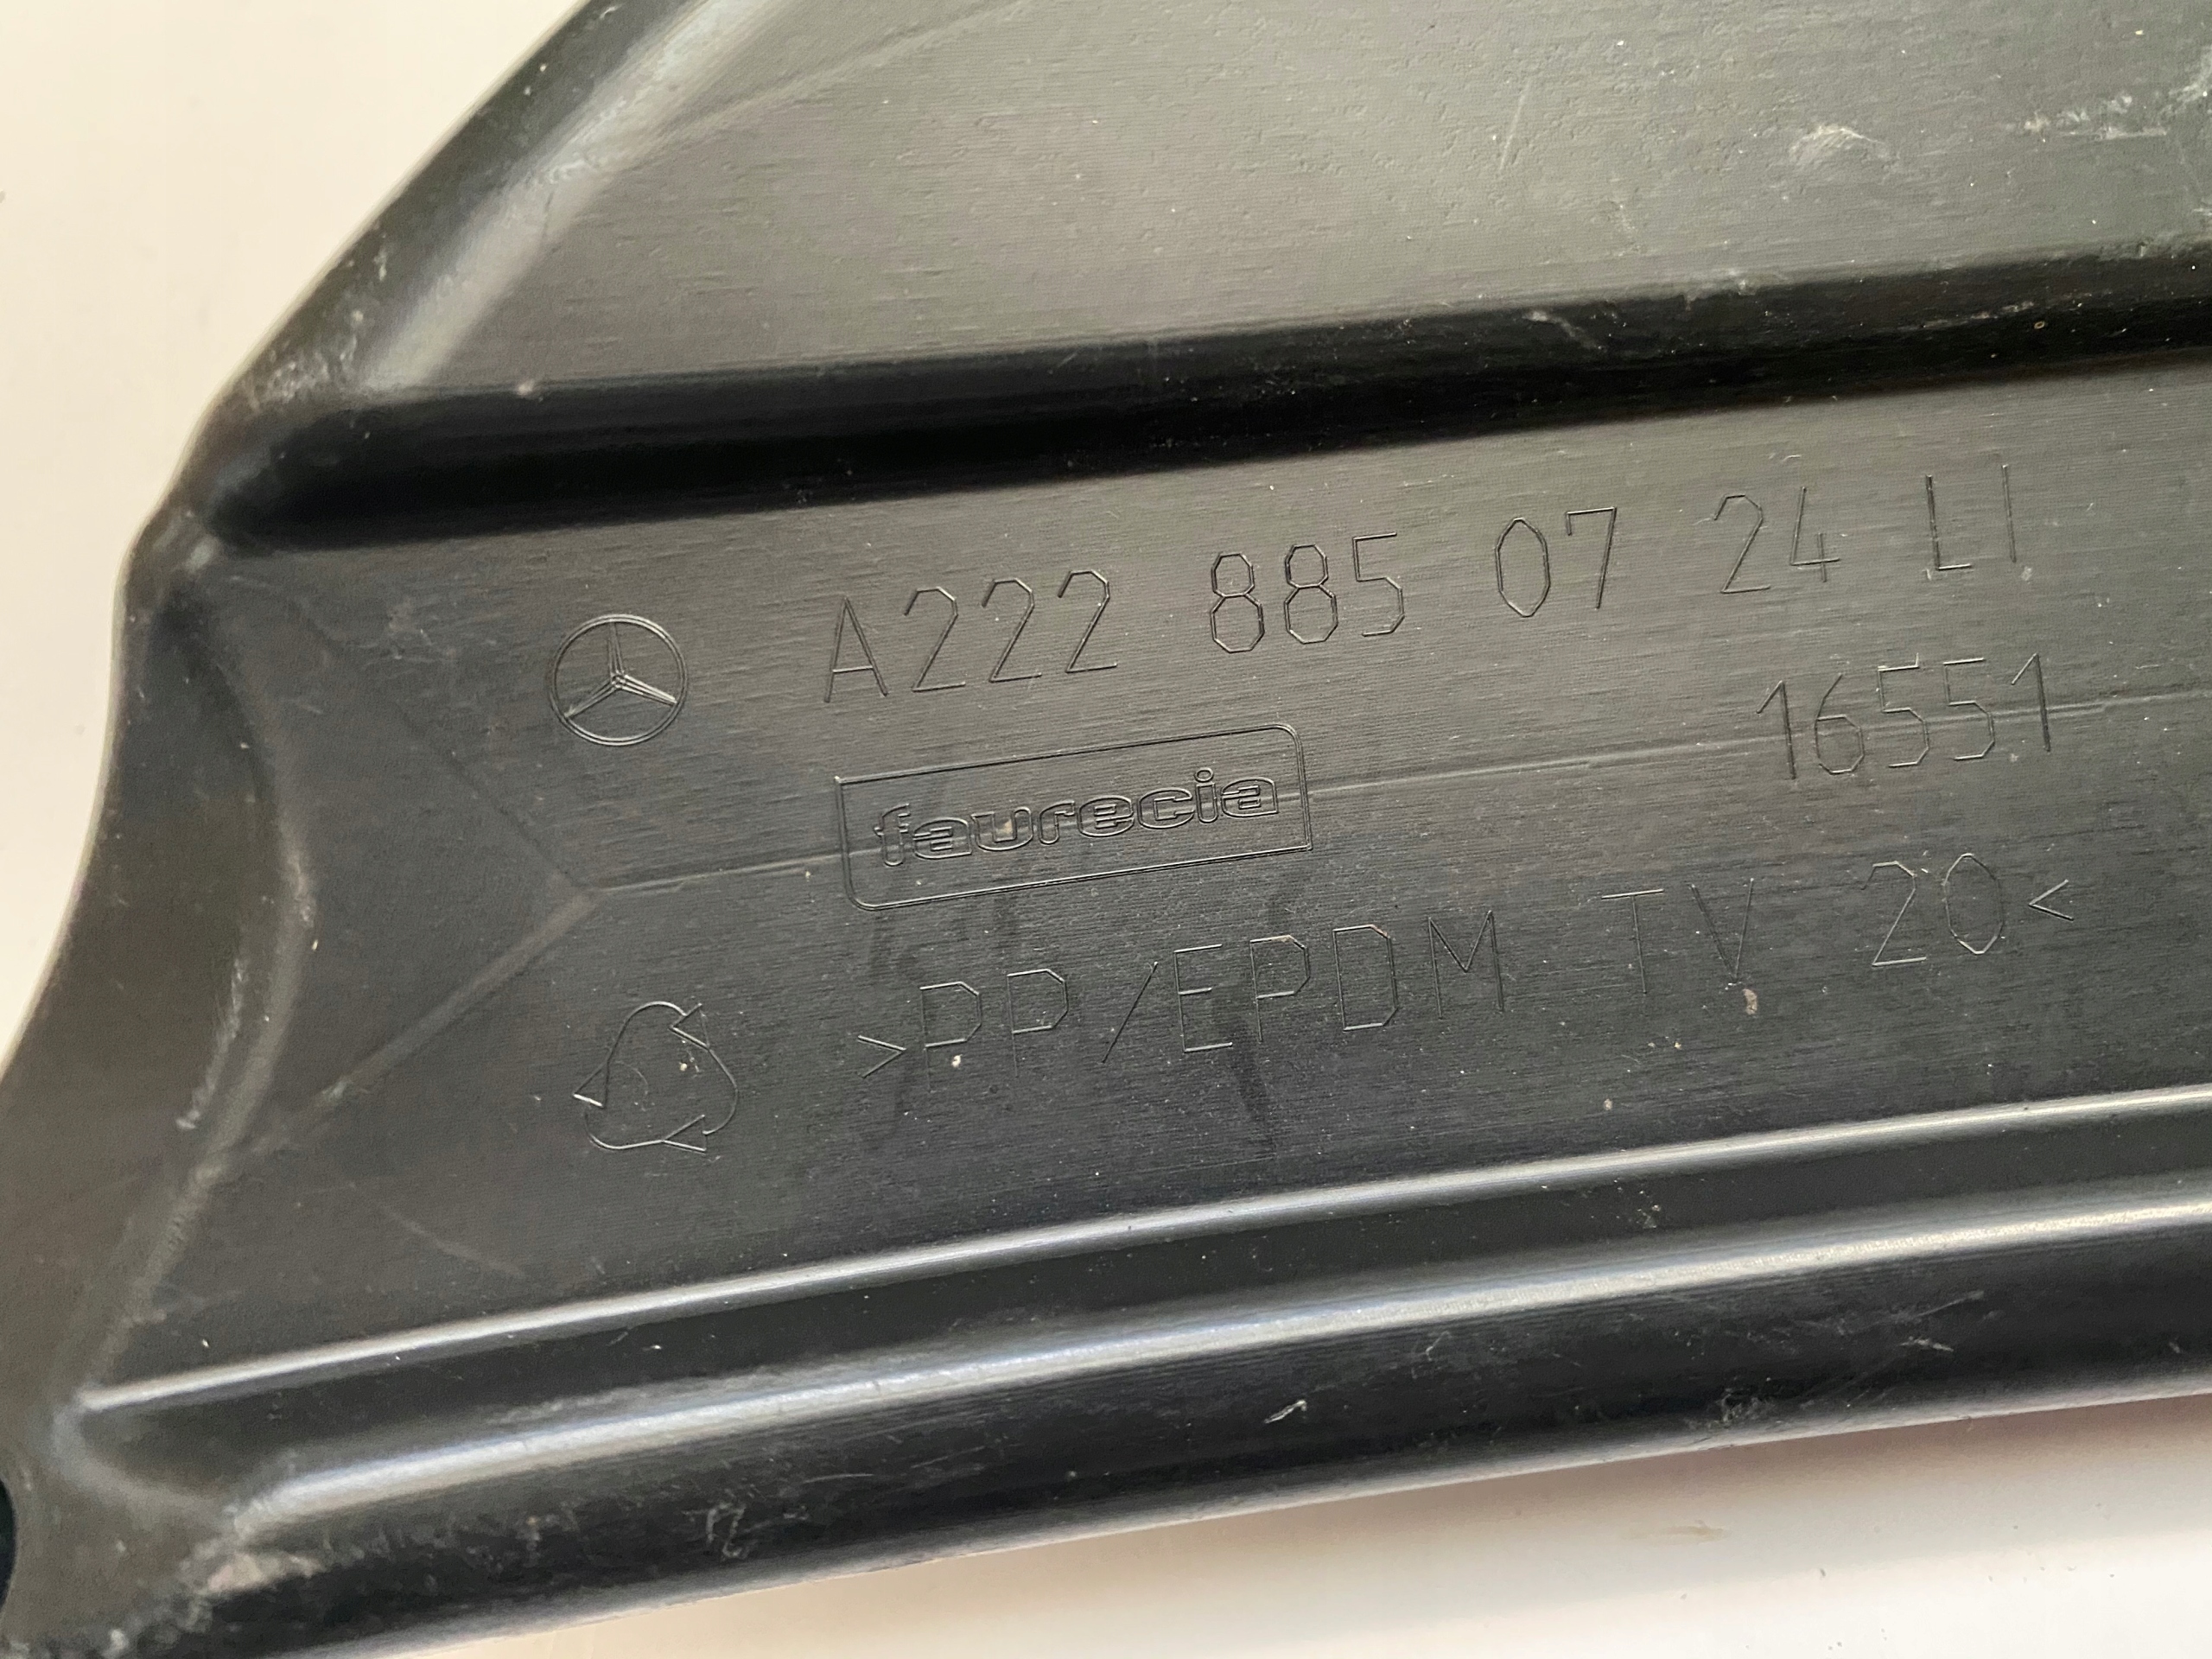 A222 885 07 24 LI
16551
faurecia
>PP/EPDM TV 20<